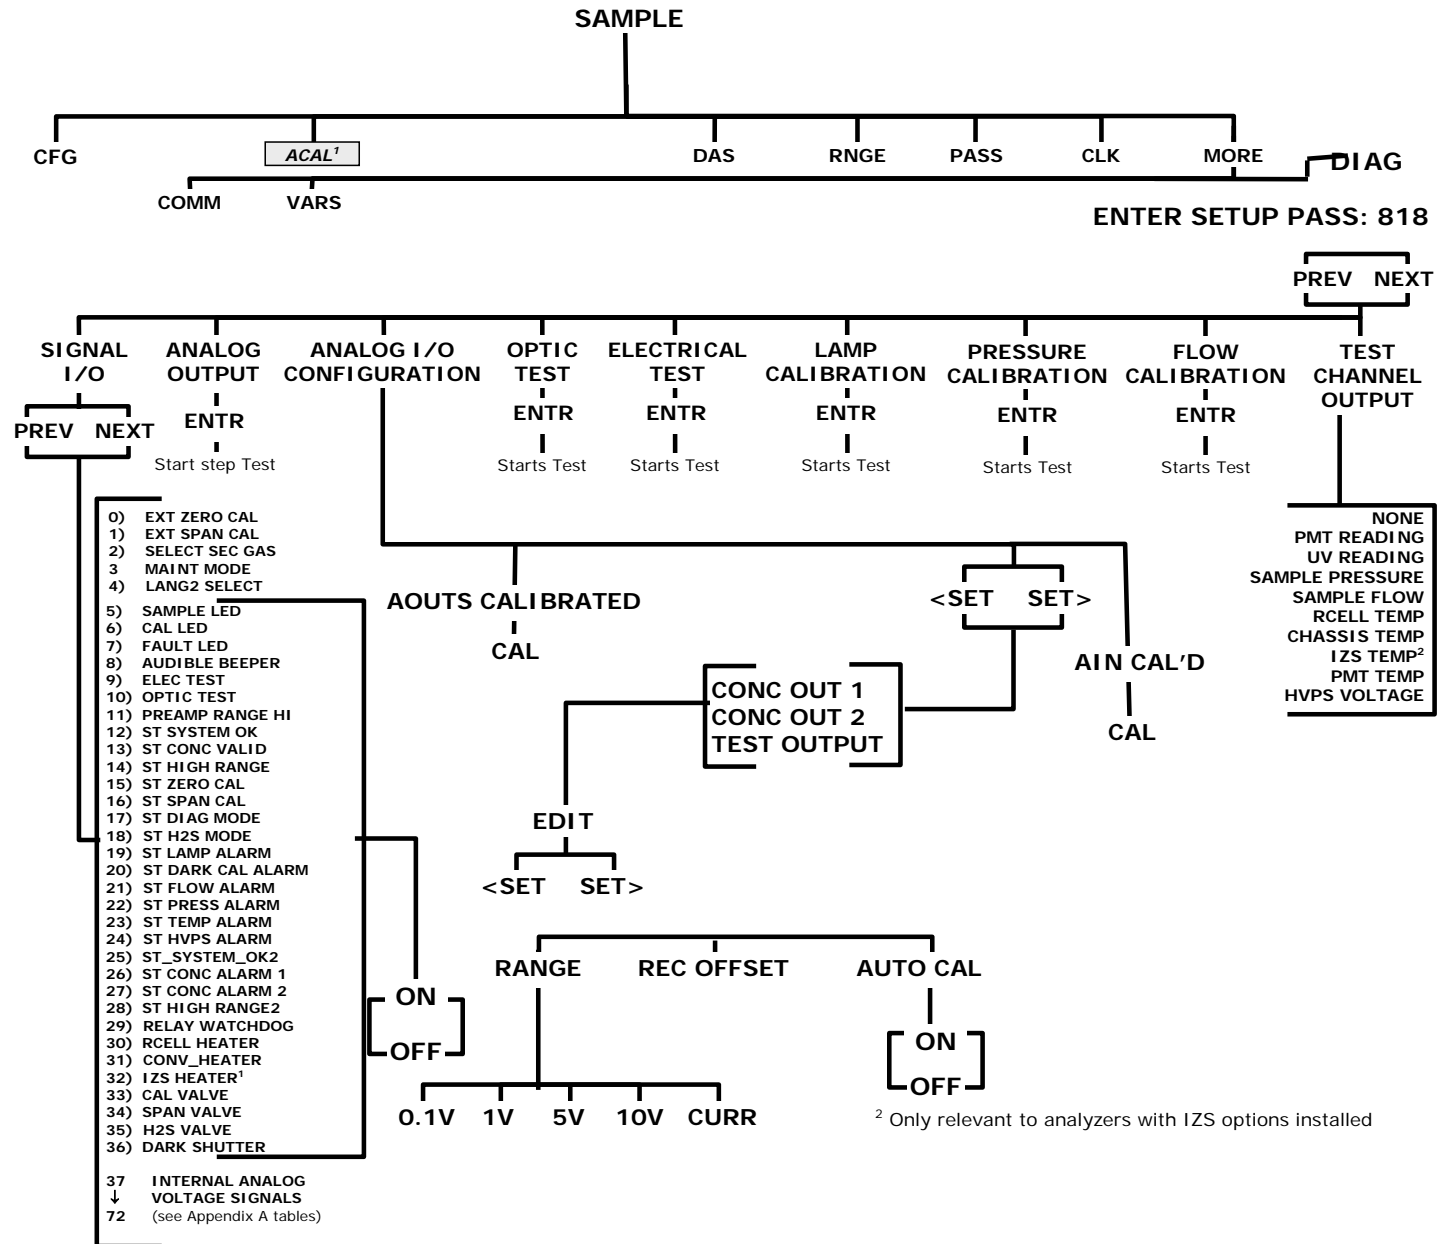 SAMPLE
CFG
ACAL¹
DAS
RNGE
PASS
CLK
MORE
DIAG
COMM
VARS
ENTER SETUP PASS: 818
PREV NEXT
SIGNAL
I/O
ANALOG
OUTPUT
ANALOG I/O
CONFIGURATION
OPTIC
TEST
ELECTRICAL
TEST
LAMP
CALIBRATION
PRESSURE
CALIBRATION
FLOW
CALIBRATION
TEST
CHANNEL
OUTPUT
PREV NEXT
ENTR
ENTR
ENTR
ENTR
ENTR
ENTR
Start step Test
Starts Test
Starts Test
Starts Test
Starts Test
Starts Test
0) EXT ZERO CAL
1) EXT SPAN CAL
2) SELECT SEC GAS
3 MAINT MODE
4) LANG2 SELECT
5) SAMPLE LED
6) CAL LED
7) FAULT LED
8) AUDIBLE BEEPER
9) ELEC TEST
10) OPTIC TEST
11) PREAMP RANGE HI
12) ST SYSTEM OK
13) ST CONC VALID
14) ST HIGH RANGE
15) ST ZERO CAL
16) ST SPAN CAL
17) ST DIAG MODE
18) ST H2S MODE
19) ST LAMP ALARM
20) ST DARK CAL ALARM
21) ST FLOW ALARM
22) ST PRESS ALARM
23) ST TEMP ALARM
24) ST HVPS ALARM
25) ST_SYSTEM_OK2
26) ST CONC ALARM 1
27) ST CONC ALARM 2
28) ST HIGH RANGE2
29) RELAY WATCHDOG
30) RCELL HEATER
31) CONV_HEATER
32) IZS HEATER¹
33) CAL VALVE
34) SPAN VALVE
35) H2S VALVE
36) DARK SHUTTER
37 INTERNAL ANALOG
↓ VOLTAGE SIGNALS
72 (see Appendix A tables)
ON
OFF
AOUTS CALIBRATED
CAL
<SET SET>
AIN CAL'D
CAL
CONC OUT 1
CONC OUT 2
TEST OUTPUT
EDIT
<SET SET>
RANGE
REC OFFSET
AUTO CAL
ON
OFF
0.1V
1V
5V
10V
CURR
NONE
PMT READING
UV READING
SAMPLE PRESSURE
SAMPLE FLOW
RCELL TEMP
CHASSIS TEMP
IZS TEMP²
PMT TEMP
HVPS VOLTAGE
² Only relevant to analyzers with IZS options installed